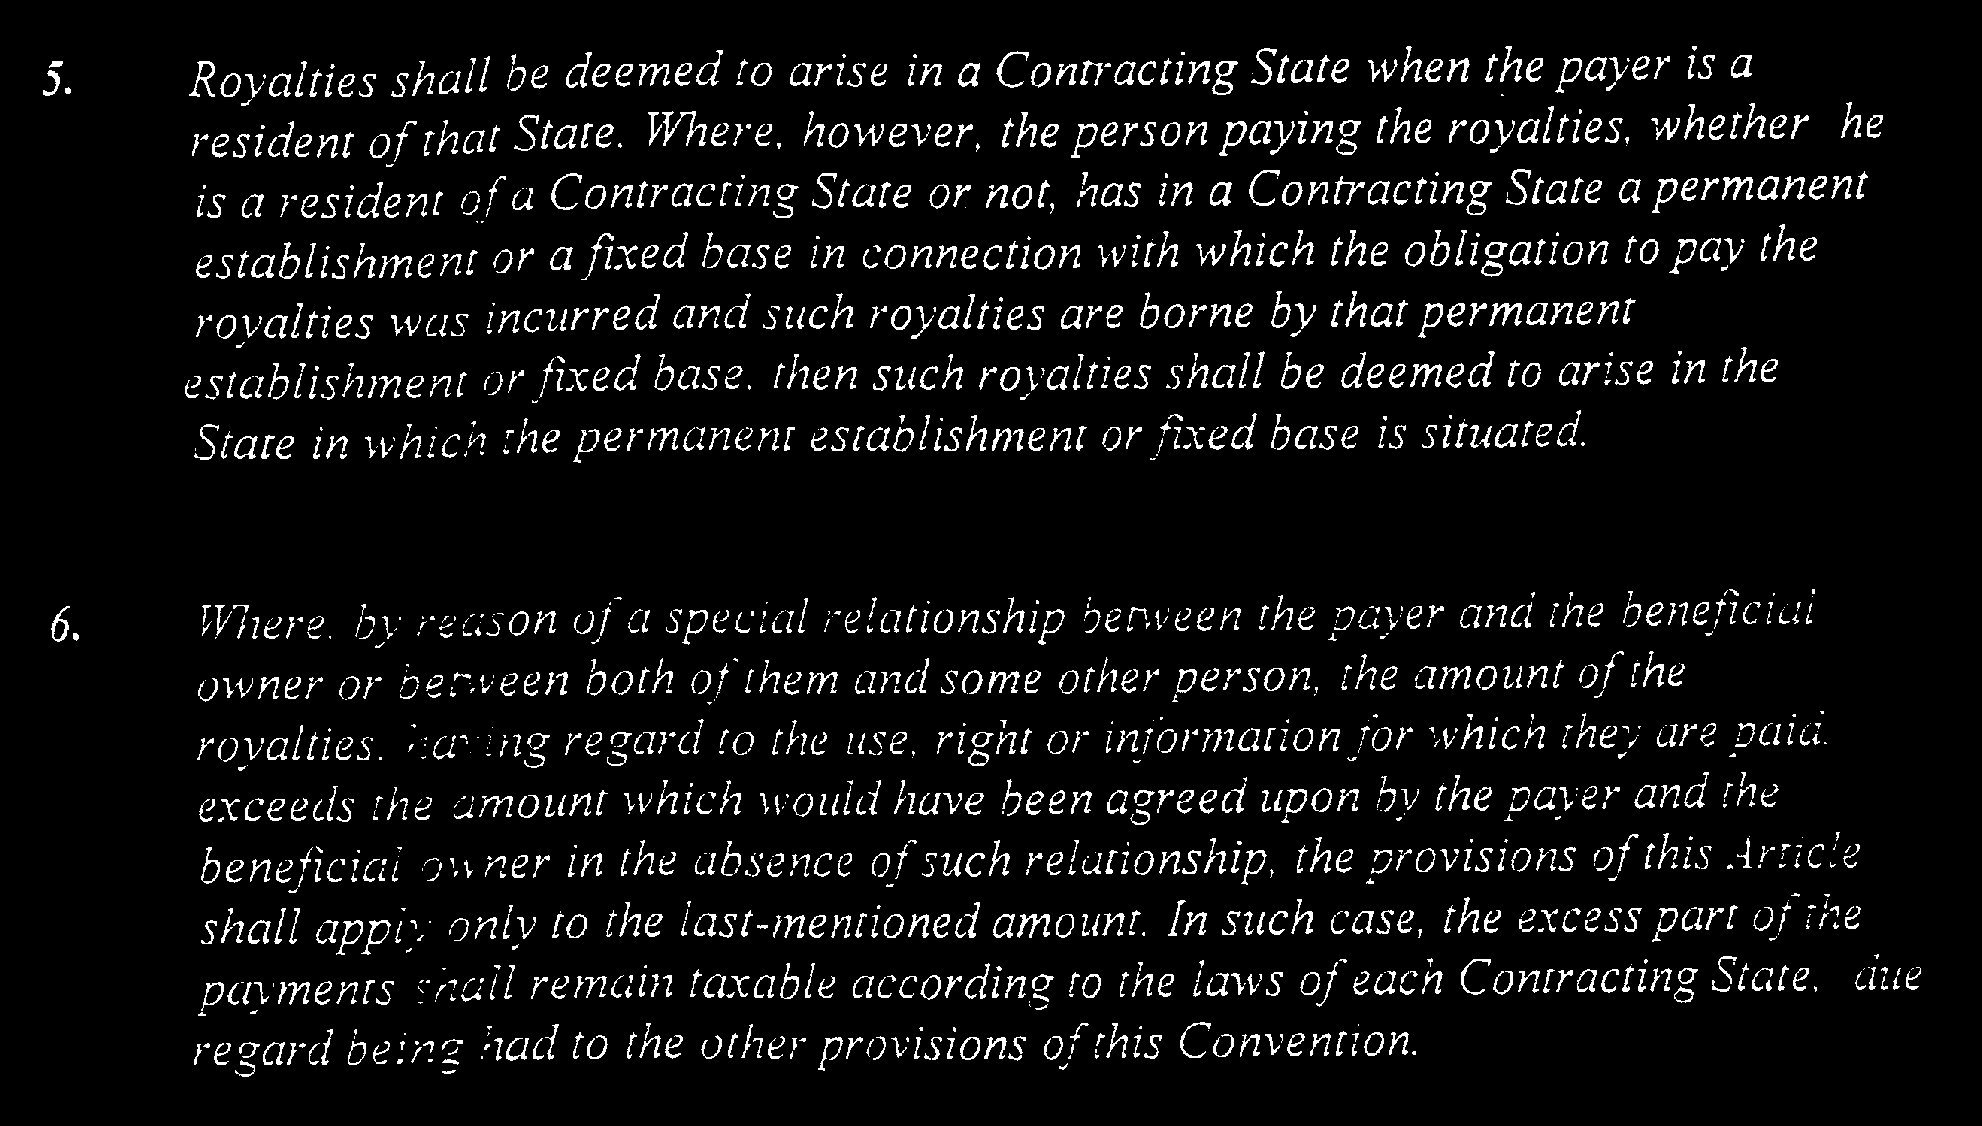 5. Royalties shall be deemed to arise in a Contracting State when the payer is a
resident of that State. Where, however, the person paying the royalties, whether he
is a resident of a Contracting State or not, has in a Contracting State a permanent
establishment or a fixed base in connection with which the obligation to pay the
royalties was incurred and such royalties are borne by that permanent
establishment or fixed base, then such royalties shall be deemed to arise in the
State in which the permanent establishment or fixed base is situated.
6. Where, by reason of a special relationship between the payer and the beneficial
owner or between both of them and some other person, the amount of the
royalties, having regard to the use, right or information for which they are paid,
exceeds the amount which would have been agreed upon by the payer and the
beneficial owner in the absence of such relationship, the provisions of this Article
shall apply only to the last-mentioned amount. In such case, the excess part of the
payments shall remain taxable according to the laws of each Contracting State, due
regard being had to the other provisions of this Convention.